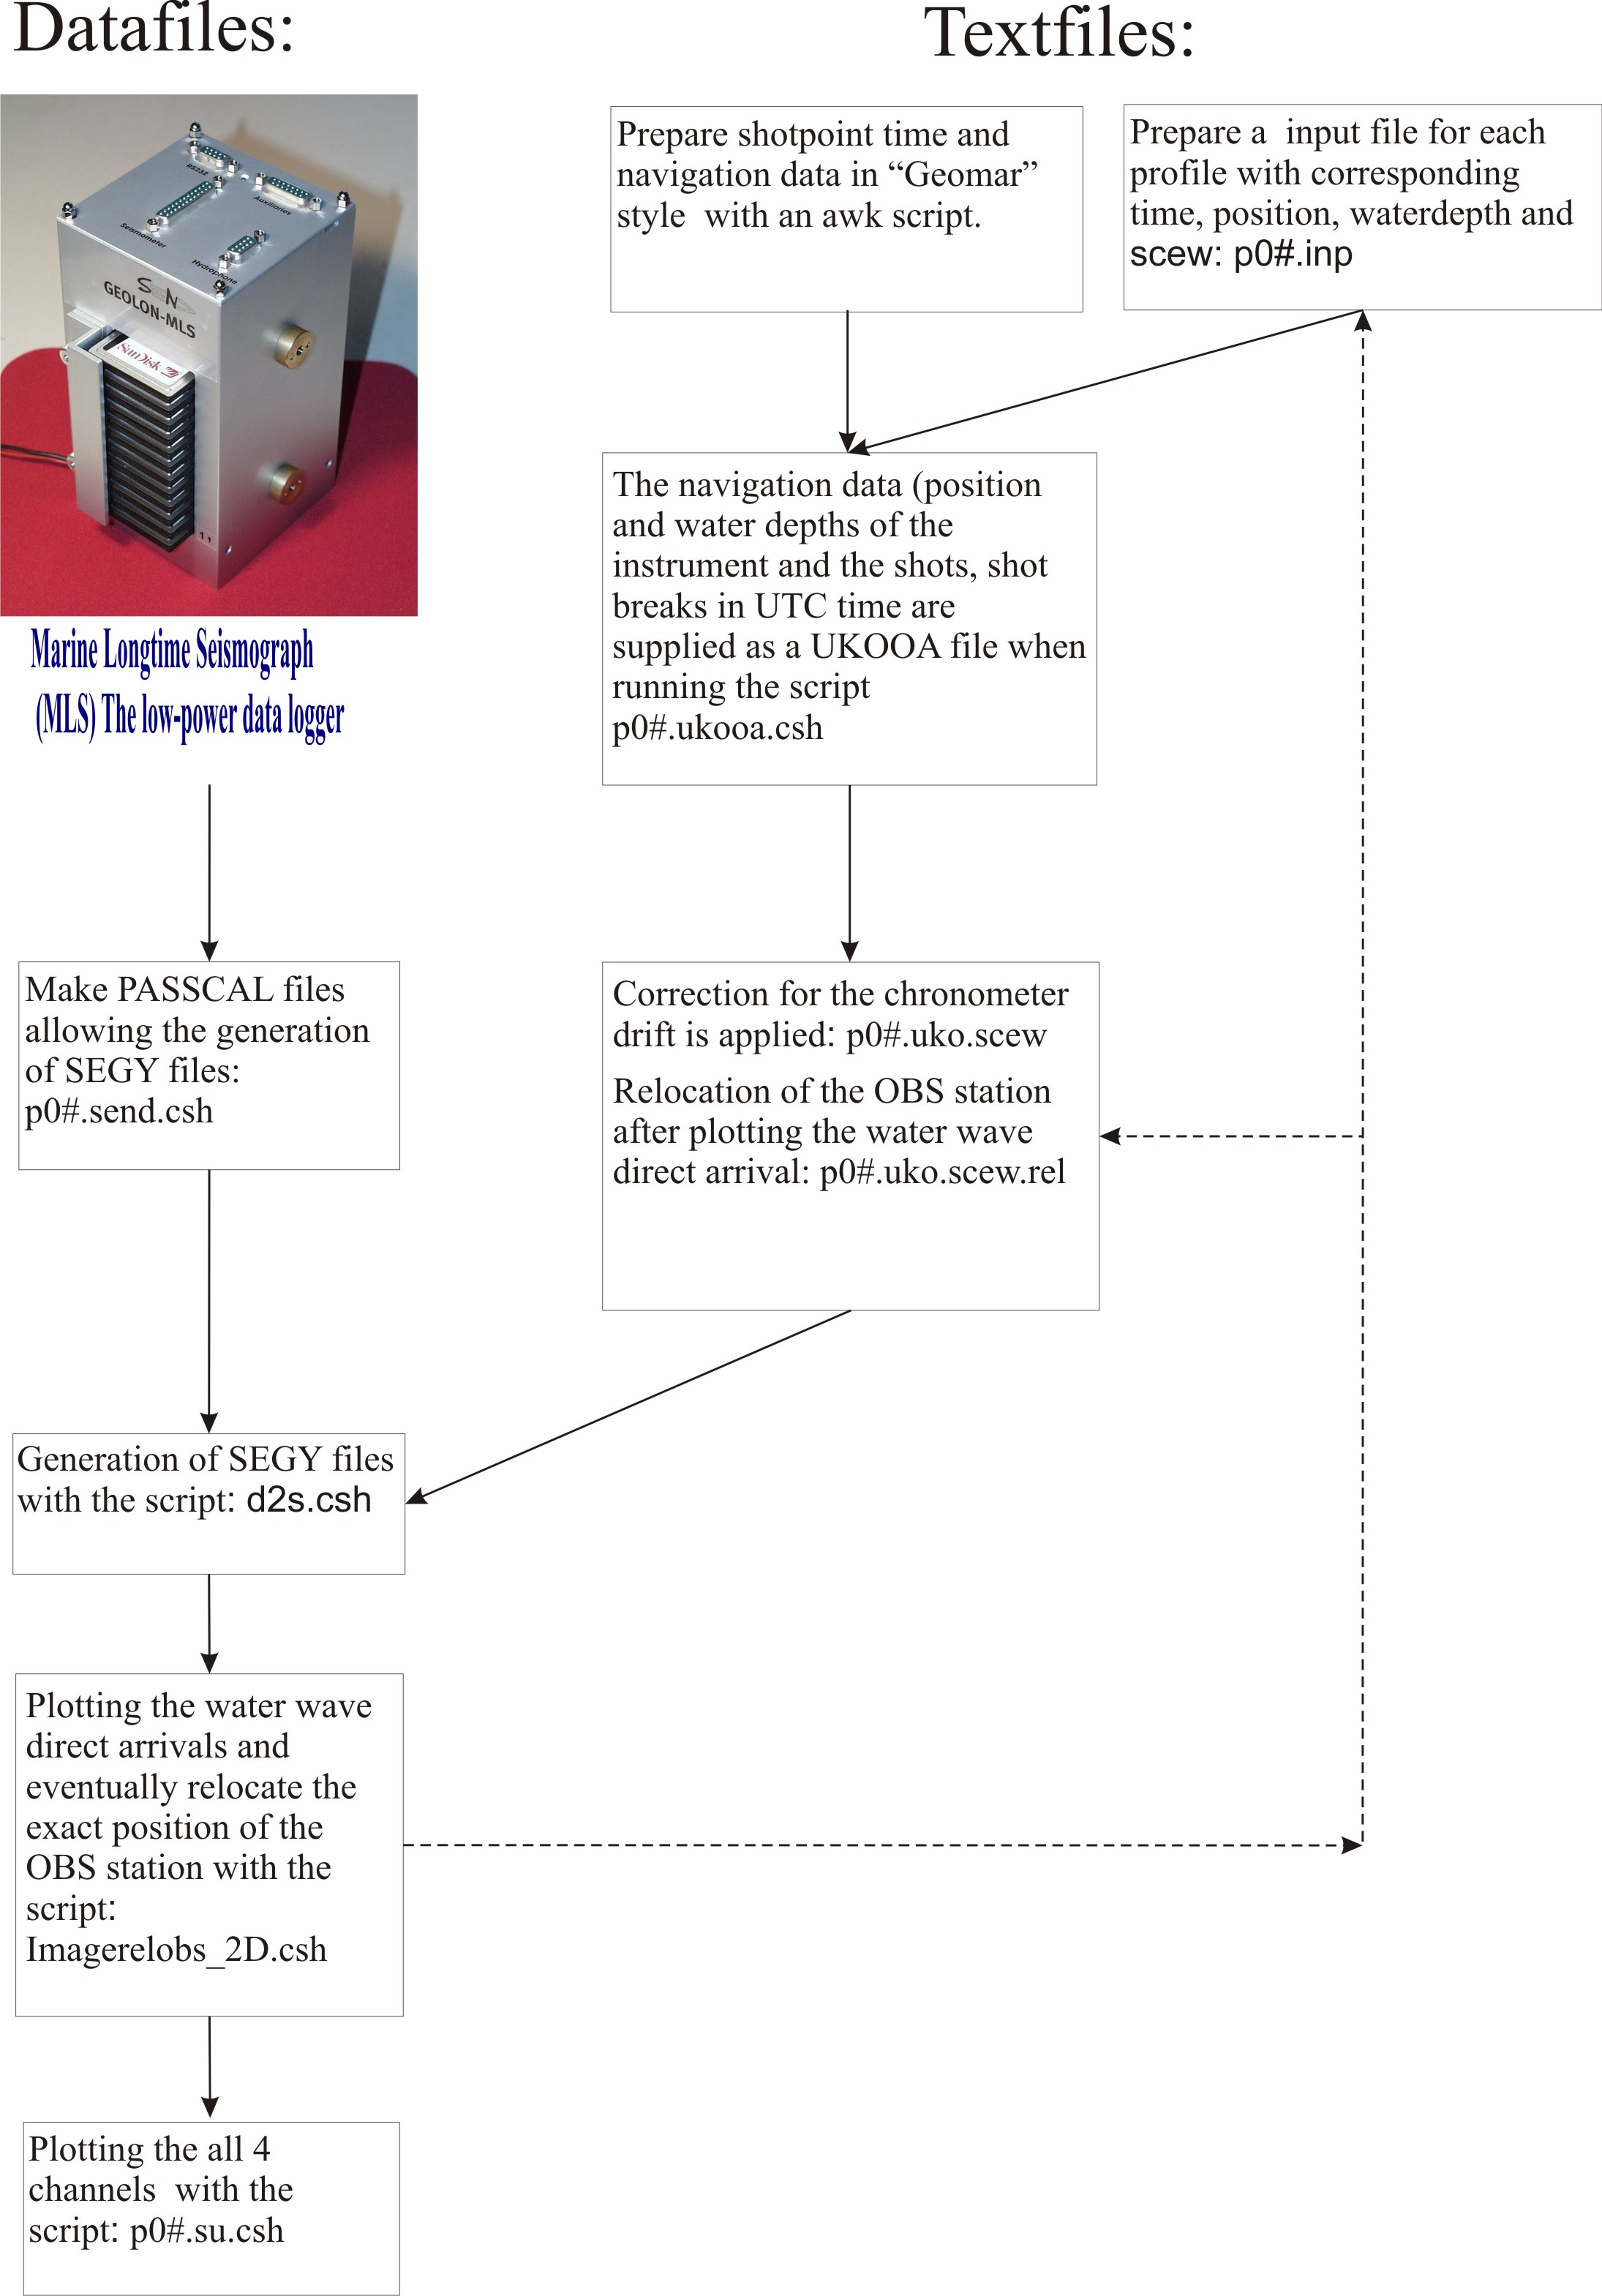 Datafiles:
Textfiles:
RS232
Auxiliaries
Seismometer
Hydrophone
GEOLON-MLS
SanDisk
Marine Longtime Seismograph
(MLS) The low-power data logger
Prepare shotpoint time and
navigation data in “Geomar”
style with an awk script.
Prepare a input file for each
profile with corresponding
time, position, waterdepth and
scew: p0#.inp
The navigation data (position
and water depths of the
instrument and the shots, shot
breaks in UTC time are
supplied as a UKOOA file when
running the script
p0#.ukooa.csh
Make PASSCAL files
allowing the generation
of SEGY files:
p0#.send.csh
Correction for the chronometer
drift is applied: p0#.uko.scew
Relocation of the OBS station
after plotting the water wave
direct arrival: p0#.uko.scew.rel
Generation of SEGY files
with the script: d2s.csh
Plotting the water wave
direct arrivals and
eventually relocate the
exact position of the
OBS station with the
script:
Imagerelobs_2D.csh
Plotting the all 4
channels with the
script: p0#.su.csh